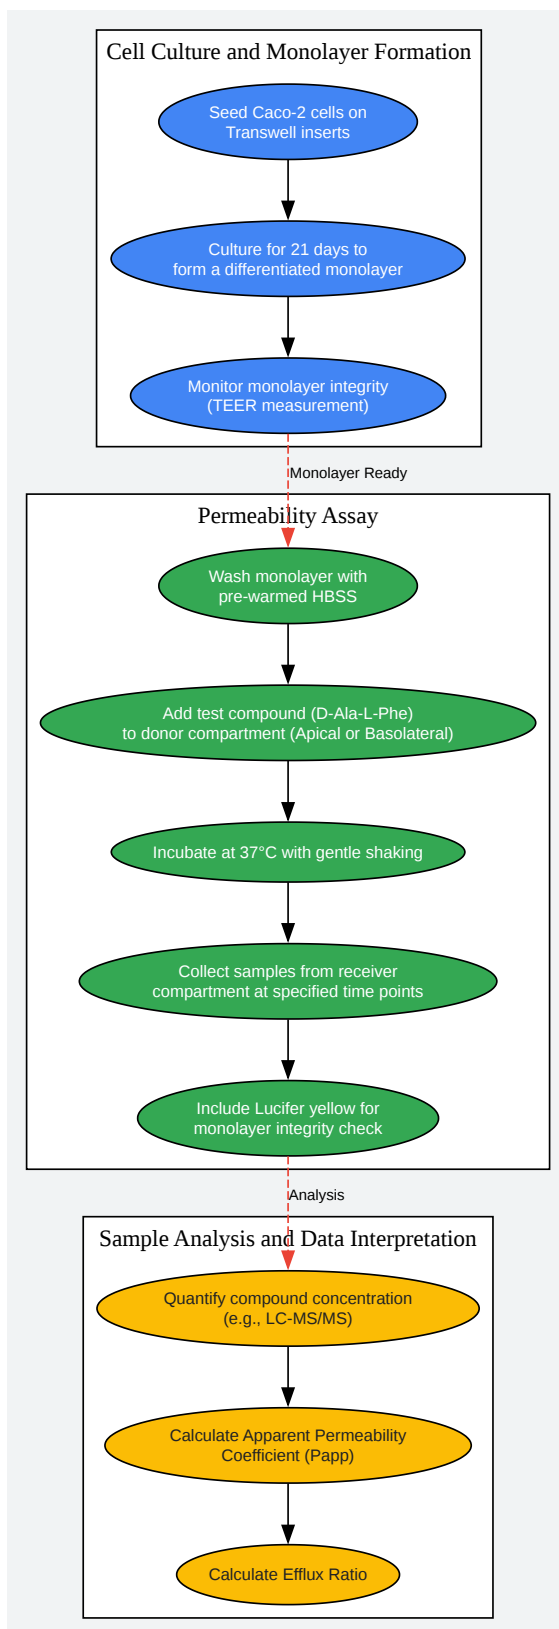 Cell Culture and Monolayer Formation
Seed Caco-2 cells on
Transwell inserts
Culture for 21 days to
form a differentiated monolayer
Monitor monolayer integrity
(TEER measurement)
Monolayer Ready
Permeability Assay
Wash monolayer with
pre-warmed HBSS
Add test compound (D-Ala-L-Phe)
to donor compartment (Apical or Basolateral)
Incubate at 37°C with gentle shaking
Collect samples from receiver
compartment at specified time points
Include Lucifer yellow for
monolayer integrity check
Analysis
Sample Analysis and Data Interpretation
Quantify compound concentration
(e.g., LC-MS/MS)
Calculate Apparent Permeability
Coefficient (Papp)
Calculate Efflux Ratio